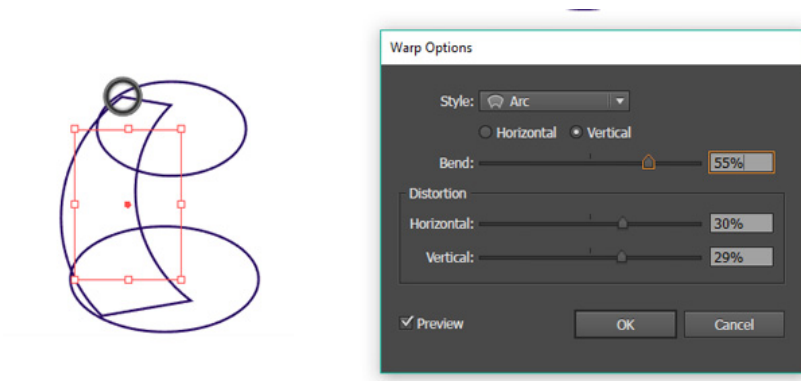 Warp Options
Style: Arc
Horizontal Vertical
Bend: 55%
Distortion
Horizontal: 30%
Vertical: 29%
Preview OK Cancel